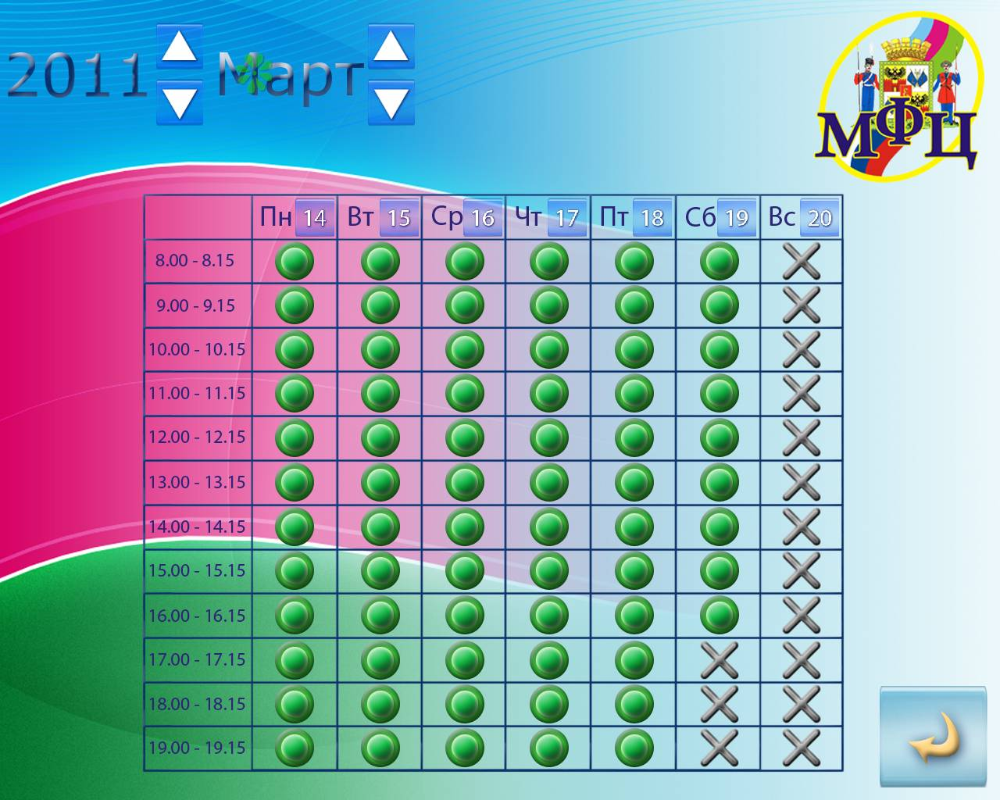 2011 Март
МФЦ
Пн 14 Вт 15 Ср 16 Чт 17 Пт 18 Сб 19 Вс 20
8.00 - 8.15
9.00 - 9.15
10.00 - 10.15
11.00 - 11.15
12.00 - 12.15
13.00 - 13.15
14.00 - 14.15
15.00 - 15.15
16.00 - 16.15
17.00 - 17.15
18.00 - 18.15
19.00 - 19.15